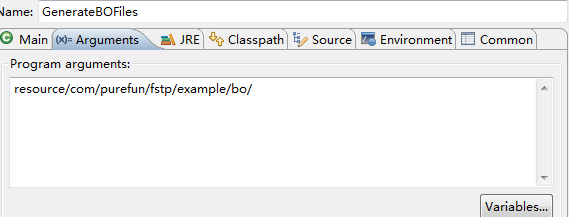 Name: GenerateBOFiles
Main (x)= Arguments JRE Classpath Source Environment Common
Program arguments:
resource/com/purefun/fstp/example/bo/
Variables...